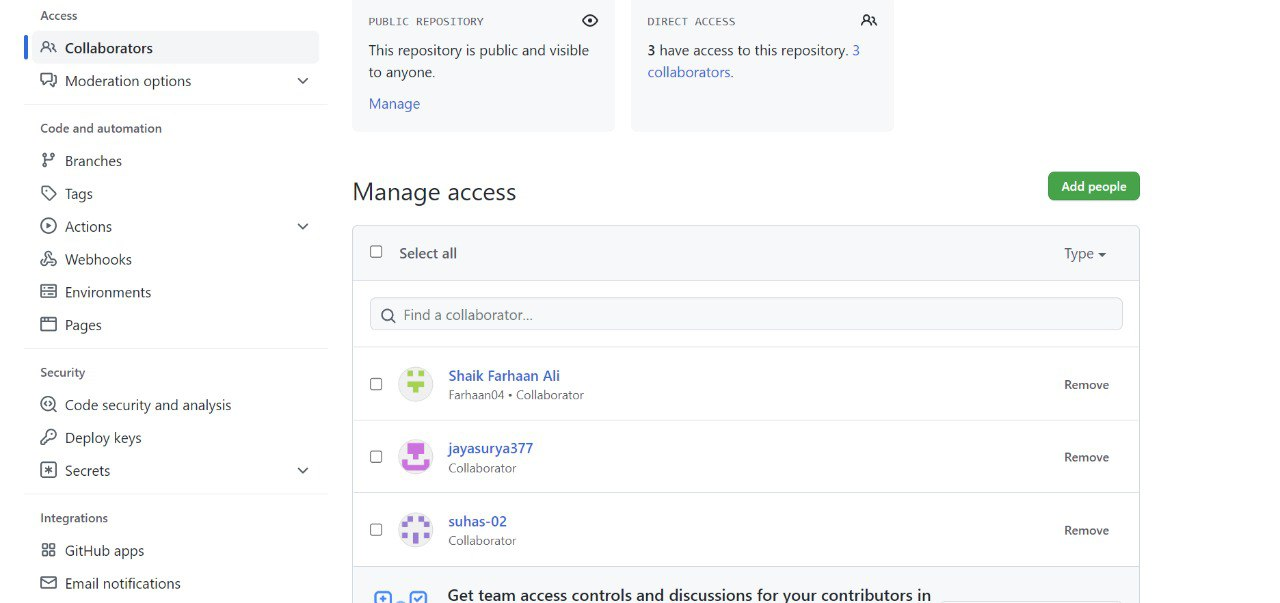 Access
Collaborators
Moderation options
Code and automation
Branches
Tags
Actions
Webhooks
Environments
Pages
Security
Code security and analysis
Deploy keys
Secrets
Integrations
GitHub apps
Email notifications
PUBLIC REPOSITORY
This repository is public and visible
to anyone.
Manage
DIRECT ACCESS
3 have access to this repository. 3
collaborators.
Manage access
Add people
Select all
Type
Find a collaborator...
Shaik Farhaan Ali
Farhaan04 • Collaborator
Remove
jayasurya377
Collaborator
Remove
suhas-02
Collaborator
Remove
Get team access controls and discussions for your contributors in